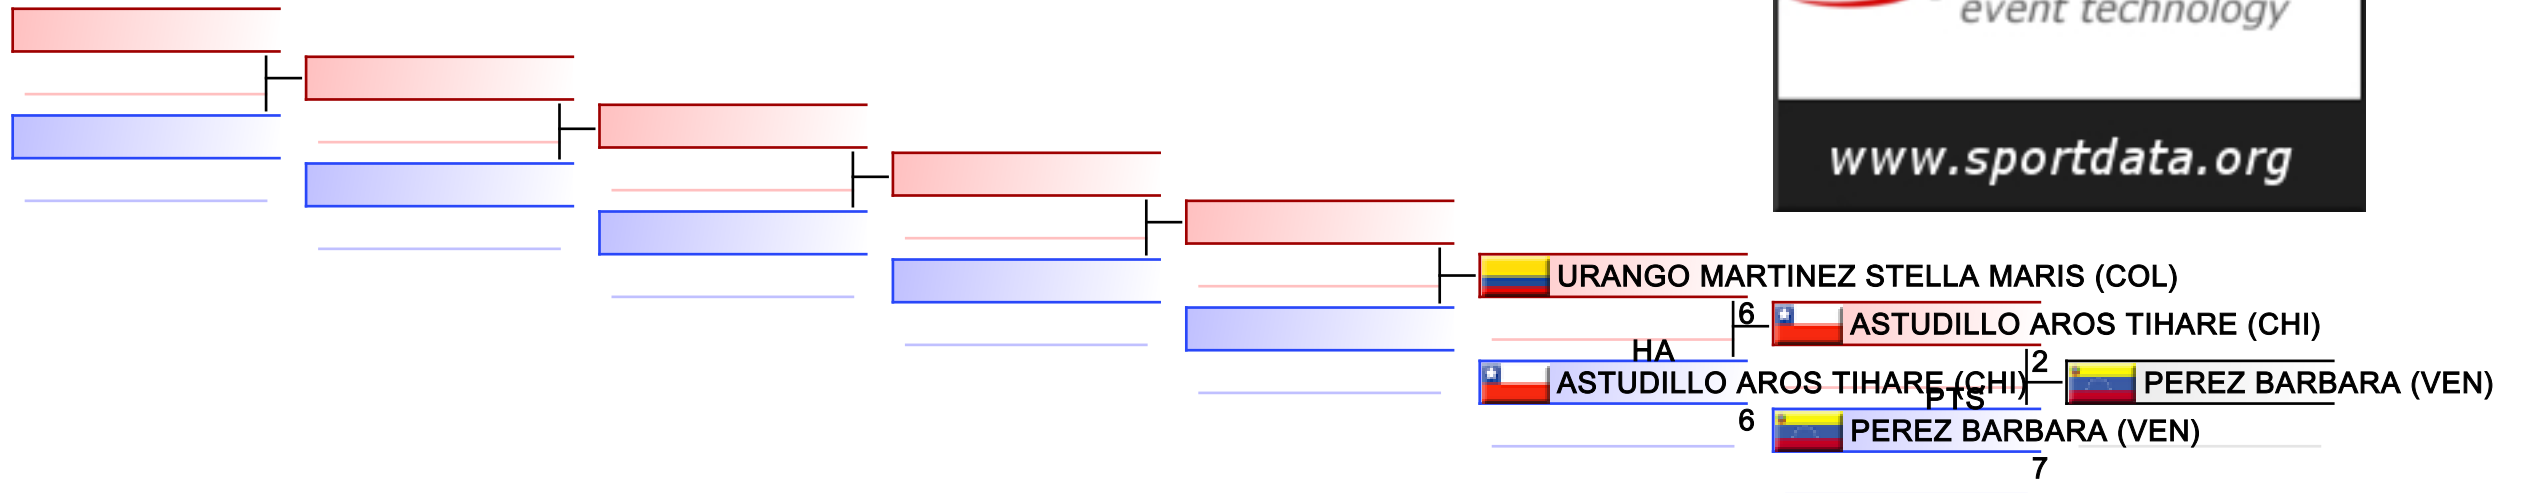 event technology
www.sportdata.org
URANGO MARTINEZ STELLA MARIS (COL)
6
ASTUDILLO AROS TIHARE (CHI)
HA
2
ASTUDILLO AROS TIHARE (CHI)
PEREZ BARBARA (VEN)
PTS
6
PEREZ BARBARA (VEN)
7